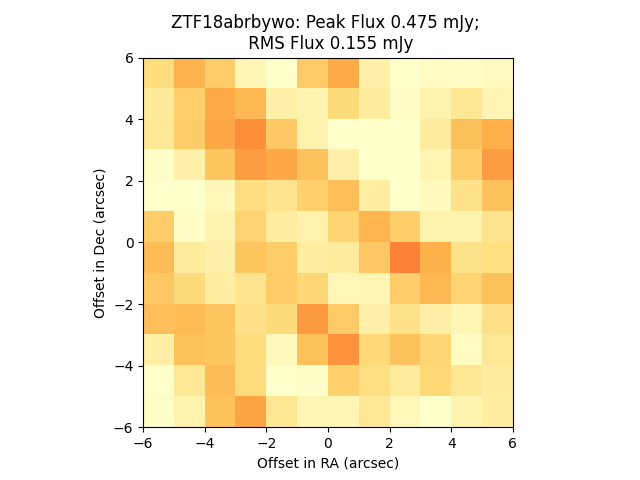 ZTF18abrbywo: Peak Flux 0.475 mJy;
RMS Flux 0.155 mJy
6
4
2
0
−2
−4
−6
Offset in Dec (arcsec)
−6 −4 −2 0 2 4 6
Offset in RA (arcsec)